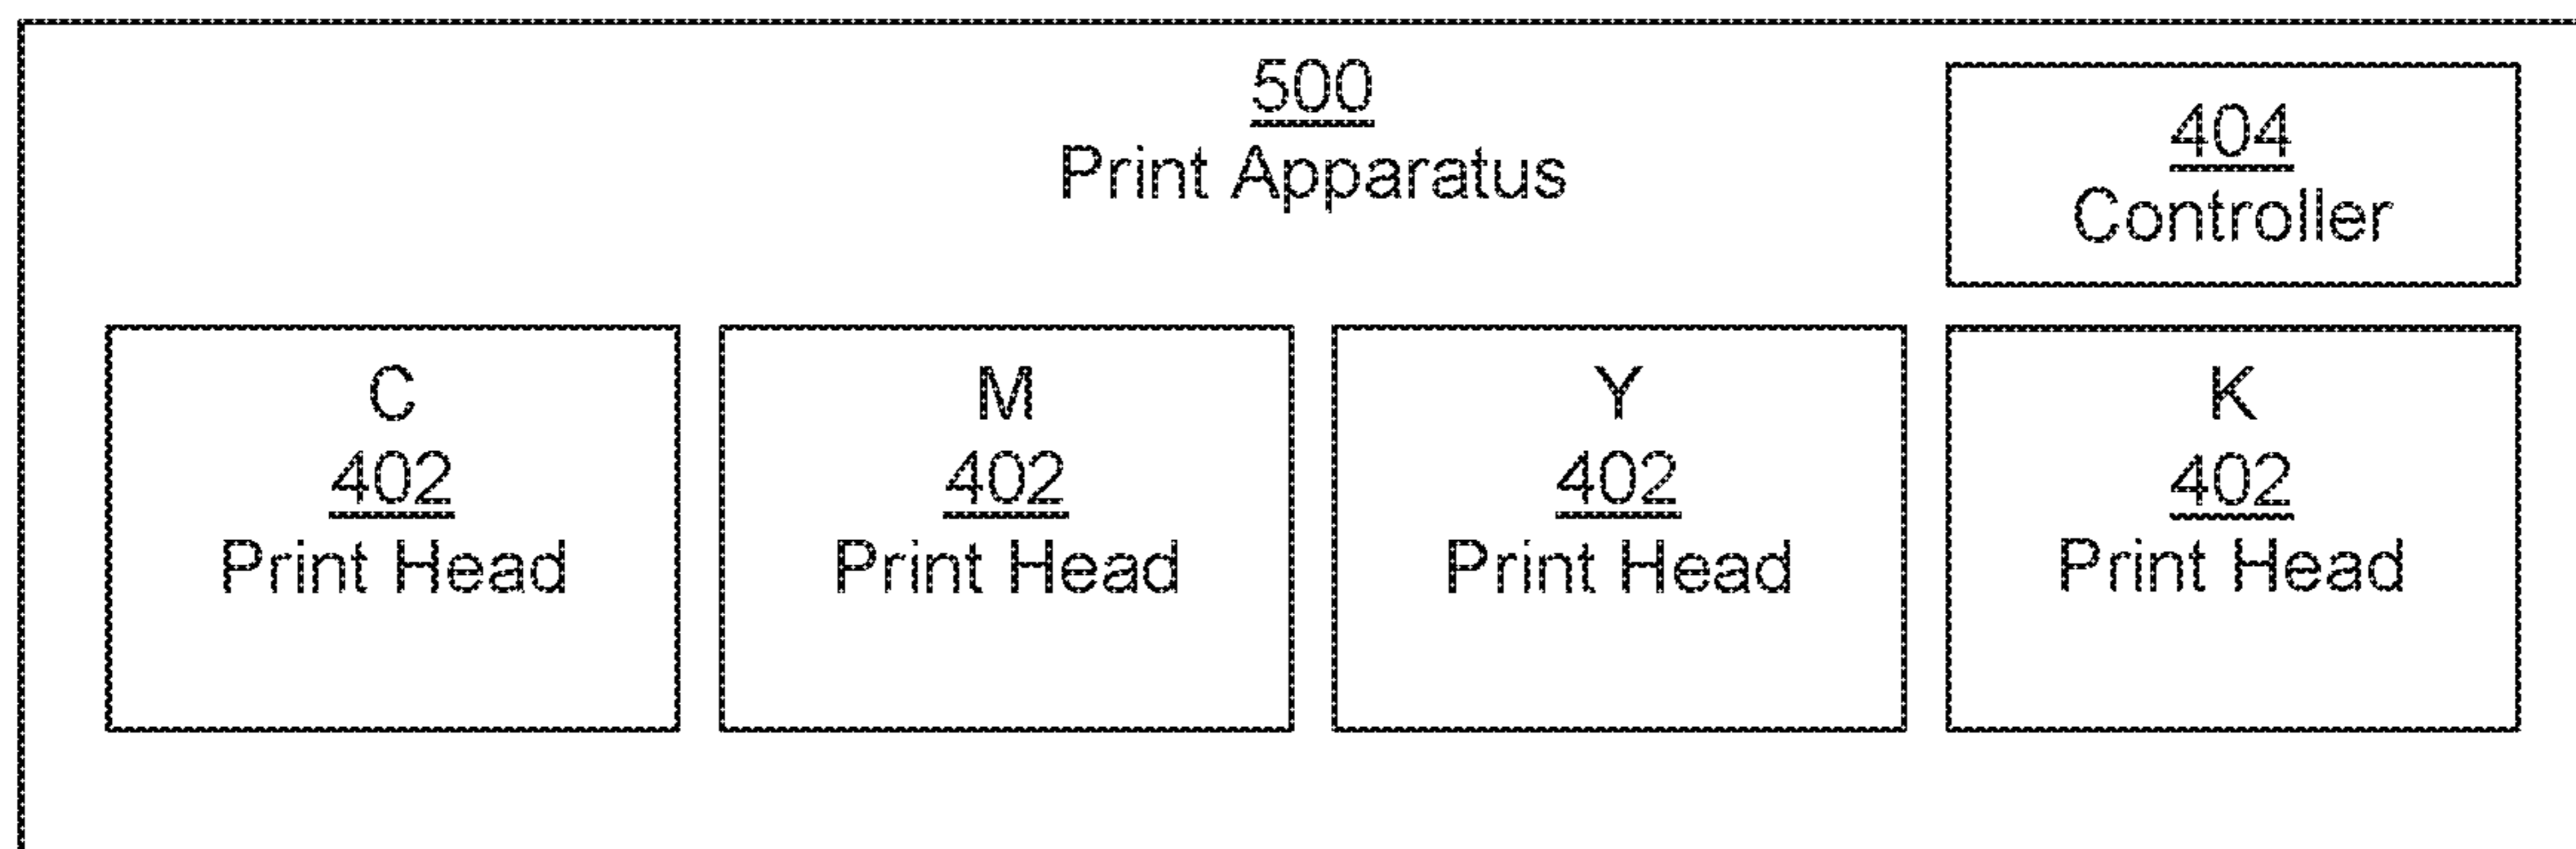 500
Print Apparatus
404
Controller
C
402
Print Head
M
402
Print Head
Y
402
Print Head
K
402
Print Head